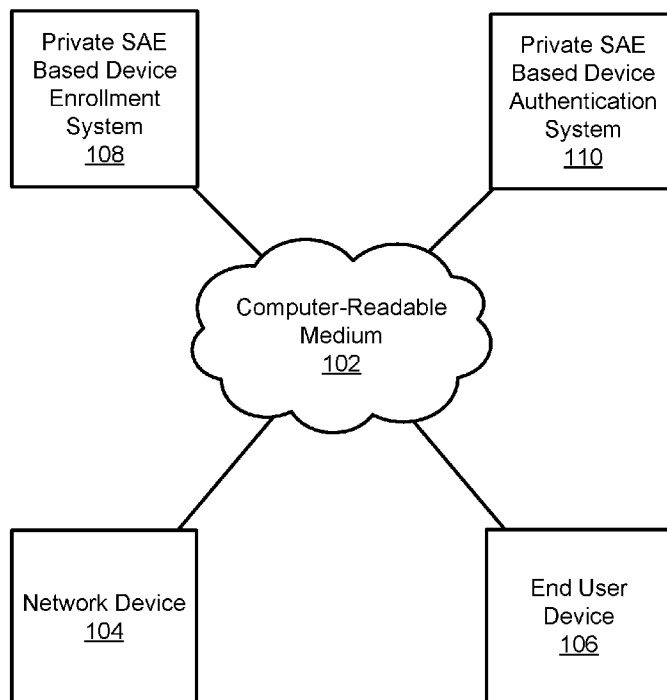 Private SAE
Based Device
Enrollment
System
108
Private SAE
Based Device
Authentication
System
110
Computer-Readable
Medium
102
Network Device
104
End User
Device
106